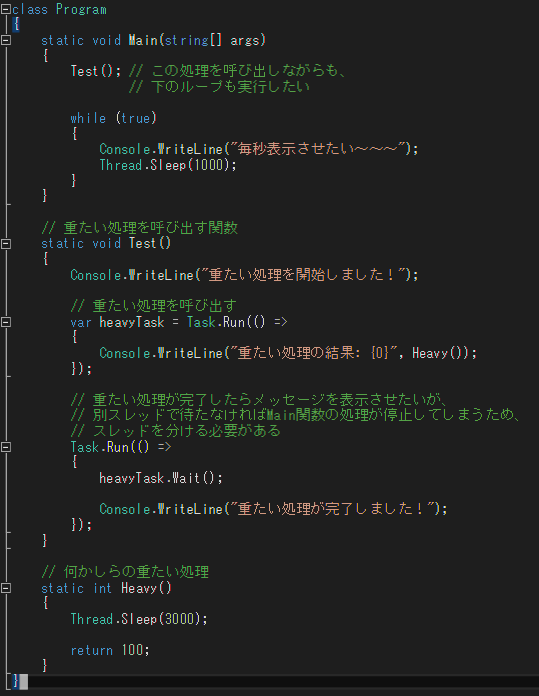 class Program
{
    static void Main(string[] args)
    {
        Test(); // この処理を呼び出しながらも、
                // 下のループも実行したい

        while (true)
        {
            Console.WriteLine("毎秒表示させたい～～～");
            Thread.Sleep(1000);
        }
    }

    // 重たい処理を呼び出す関数
    static void Test()
    {
        Console.WriteLine("重たい処理を開始しました！");

        // 重たい処理を呼び出す
        var heavyTask = Task.Run(() =>
        {
            Console.WriteLine("重たい処理の結果: {0}", Heavy());
        });

        // 重たい処理が完了したらメッセージを表示させたいが、
        // 別スレッドで待たなければMain関数の処理が停止してしまうため、
        // スレッドを分ける必要がある
        Task.Run(() =>
        {
            heavyTask.Wait();

            Console.WriteLine("重たい処理が完了しました！");
        });
    }

    // 何かしらの重たい処理
    static int Heavy()
    {
        Thread.Sleep(3000);

        return 100;
    }
}